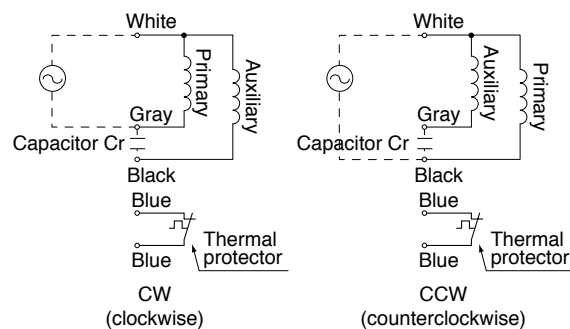 White
Primary
Auxiliary
Gray
Capacitor Cr
Black
Blue
Blue
Thermal
protector
CW
(clockwise)
White
Auxiliary
Primary
Gray
Capacitor Cr
Black
Blue
Blue
Thermal
protector
CCW
(counterclockwise)